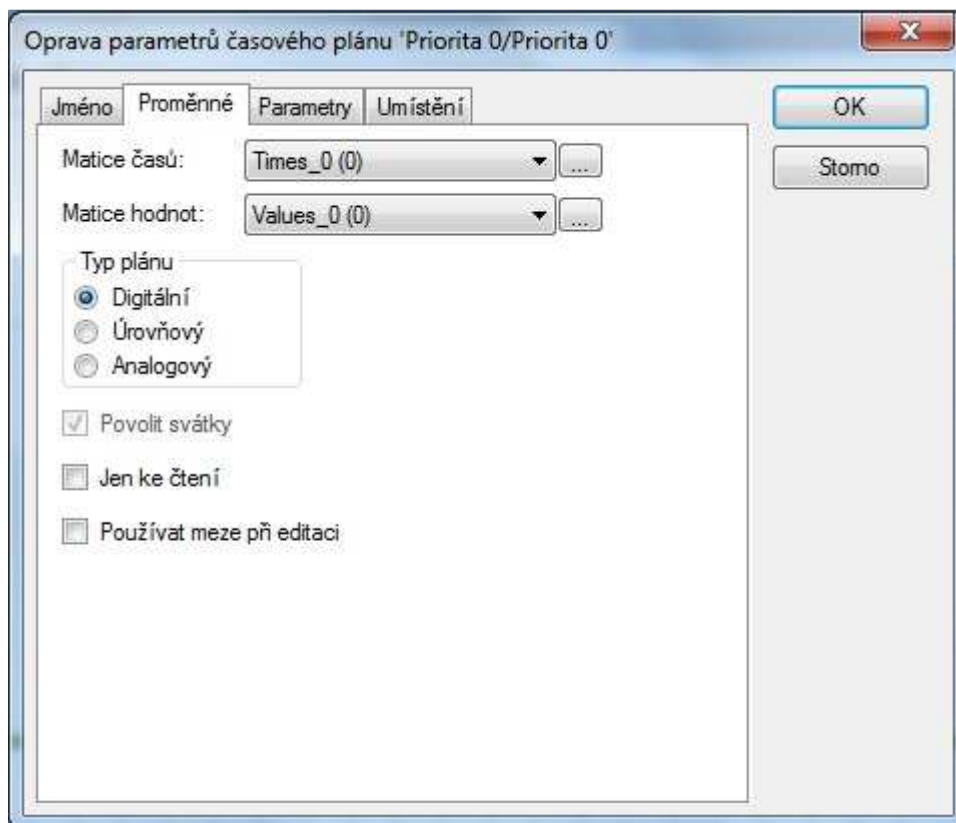 Oprava parametrů časového plánu 'Priorita 0/Priorita 0'
Jméno Proměnné Parametry Umístění
OK
Matice časů: Times_0 (0) ...
Storno
Matice hodnot: Values_0 (0) ...
Typ plánu
Digitální
Úrovňový
Analogový
Povolit svátky
Jen ke čtení
Používat meze při editaci